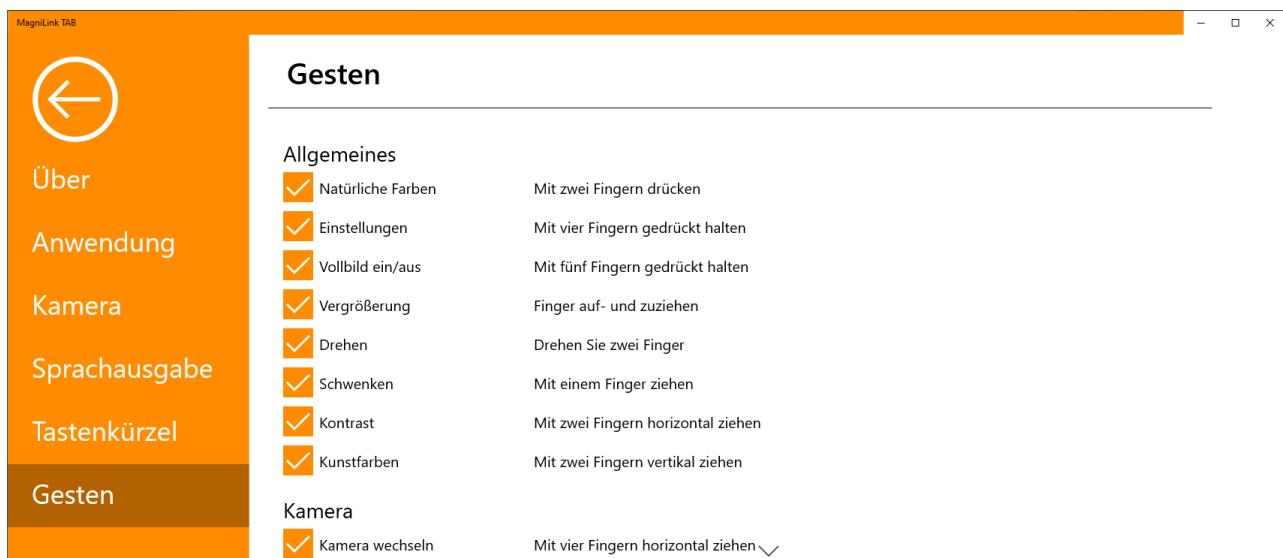 MagniLink TAB
Gesten
Über
Anwendung
Kamera
Sprachausgabe
Tastenkürzel
Gesten
Allgemeines
Natürliche Farben Mit zwei Fingern drücken
Einstellungen Mit vier Fingern gedrückt halten
Vollbild ein/aus Mit fünf Fingern gedrückt halten
Vergrößerung Finger auf- und zuziehen
Drehen Drehen Sie zwei Finger
Schwenken Mit einem Finger ziehen
Kontrast Mit zwei Fingern horizontal ziehen
Kunstfarben Mit zwei Fingern vertikal ziehen
Kamera
Kamera wechseln Mit vier Fingern horizontal ziehen